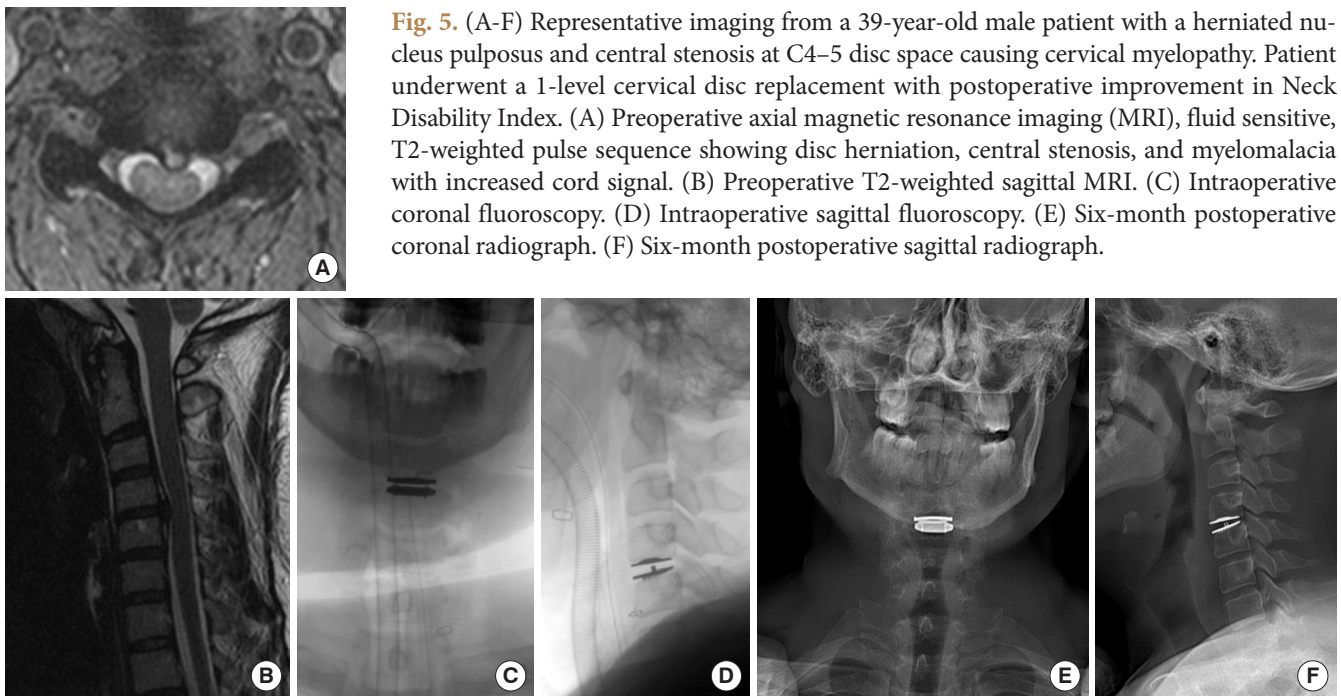 Fig. 5. (A-F) Representative imaging from a 39-year-old male patient with a herniated nu-
cleus pulposus and central stenosis at C4–5 disc space causing cervical myelopathy. Patient
underwent a 1-level cervical disc replacement with postoperative improvement in Neck
Disability Index. (A) Preoperative axial magnetic resonance imaging (MRI), fluid sensitive,
T2-weighted pulse sequence showing disc herniation, central stenosis, and myelomalacia
with increased cord signal. (B) Preoperative T2-weighted sagittal MRI. (C) Intraoperative
coronal fluoroscopy. (D) Intraoperative sagittal fluoroscopy. (E) Six-month postoperative
coronal radiograph. (F) Six-month postoperative sagittal radiograph.
A
B
C
D
E
F